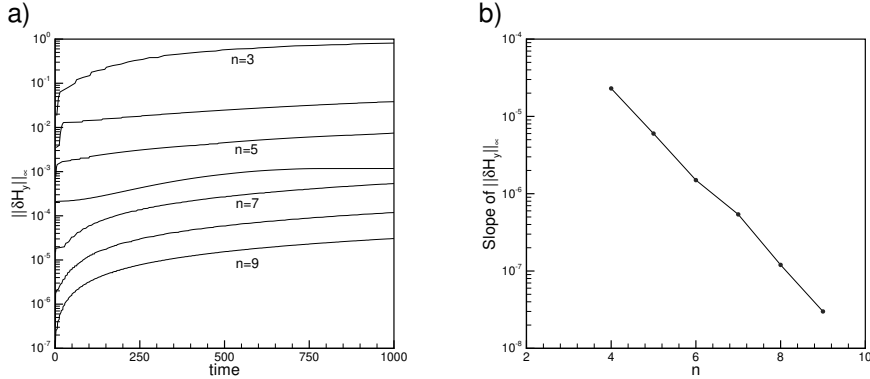 a)
10⁰
10⁻¹
10⁻²
10⁻³
10⁻⁴
10⁻⁵
10⁻⁶
10⁻⁷
||δH_y||_∞
n=3
n=5
n=7
n=9
0 250 500 750 1000
time
b)
10⁻⁴
10⁻⁵
10⁻⁶
10⁻⁷
10⁻⁸
Slope of ||δH_y||_∞
2 4 6 8 10
n